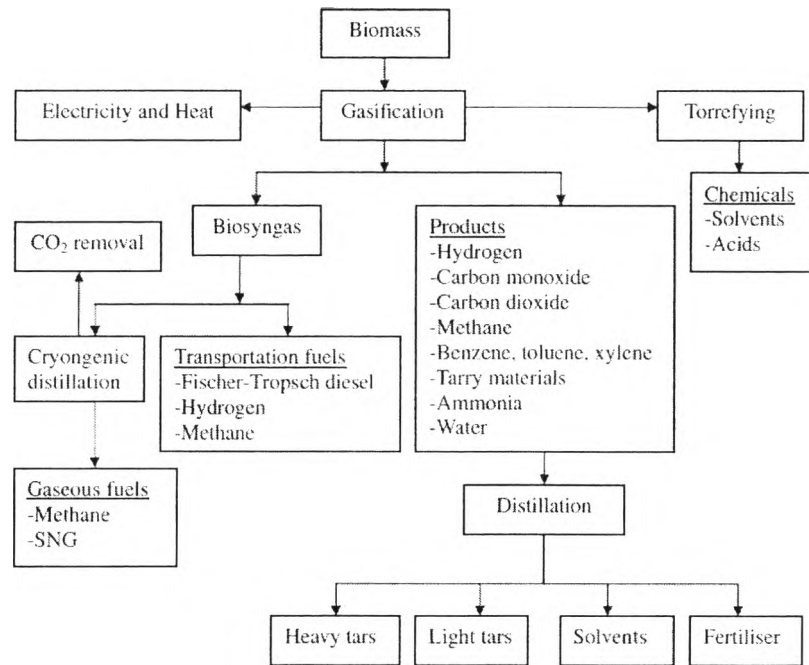 Biomass
Electricity and Heat
Gasification
Torrefying
Chemicals
-Solvents
-Acids
Biosyngas
CO₂ removal
Products
-Hydrogen
-Carbon monoxide
-Carbon dioxide
-Methane
-Benzene, toluene, xylene
-Tarry materials
-Ammonia
-Water
Cryongenic
distillation
Transportation fuels
-Fischer-Tropsch diesel
-Hydrogen
-Methane
Gaseous fuels
-Methane
-SNG
Distillation
Heavy tars
Light tars
Solvents
Fertiliser